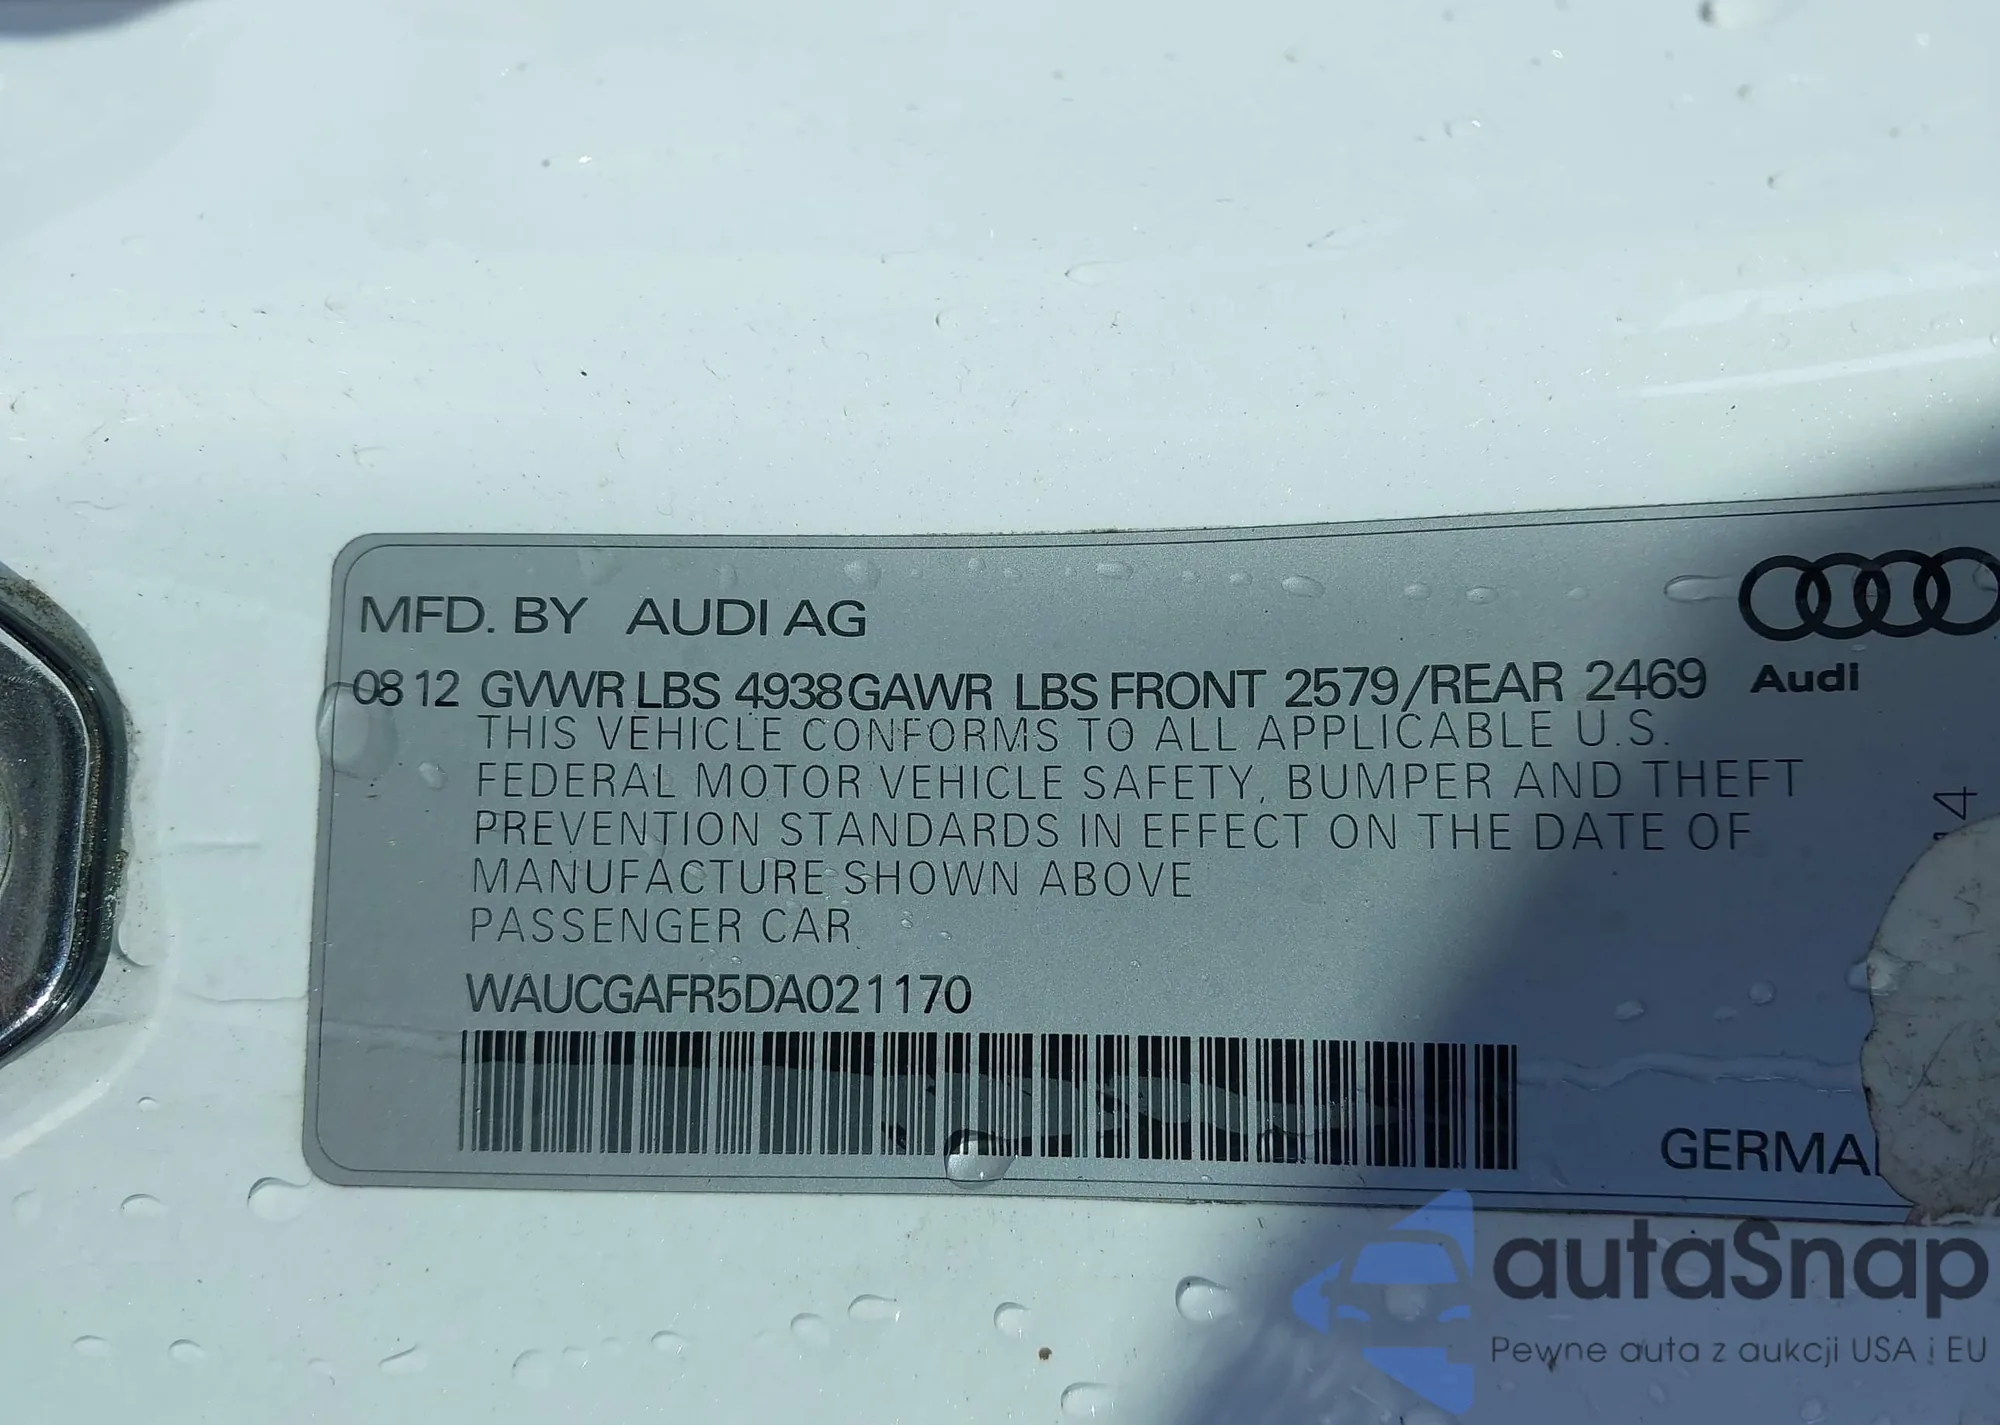 MFD. BY AUDI AG
08 12 GVWR LBS 4938 GAWR LBS FRONT 2579/REAR 2469
Audi
THIS VEHICLE CONFORMS TO ALL APPLICABLE U.S.
FEDERAL MOTOR VEHICLE SAFETY, BUMPER AND THEFT
PREVENTION STANDARDS IN EFFECT ON THE DATE OF
MANUFACTURE SHOWN ABOVE
PASSENGER CAR
WAUCGAFR5DA021170
autaSnap
Pewne auta z aukcji USA i EU